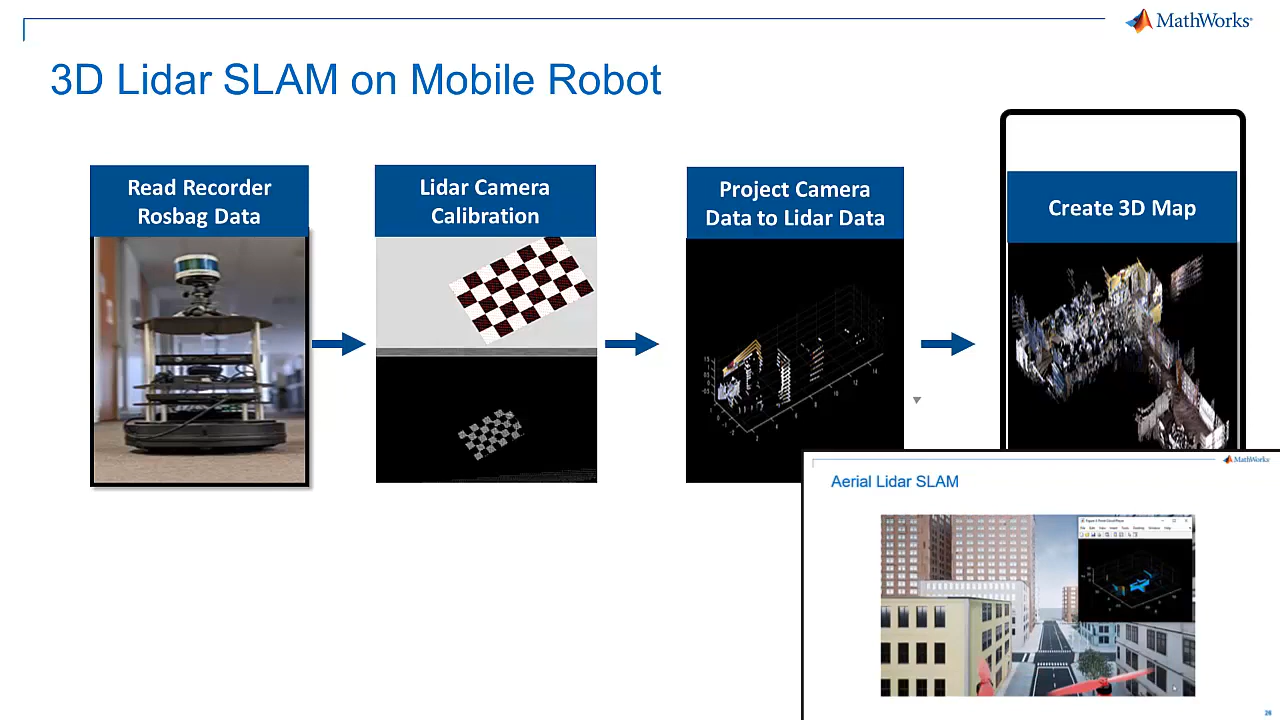 MathWorks
3D Lidar SLAM on Mobile Robot
Read Recorder
Rosbag Data
Lidar Camera
Calibration
Project Camera
Data to Lidar Data
Create 3D Map
MathWorks
Aerial Lidar SLAM